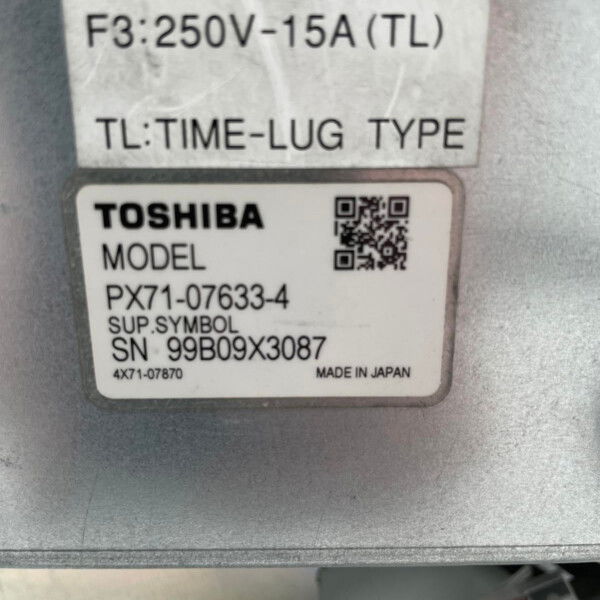 F3:250V-15A(TL)
TL:TIME-LUG TYPE
TOSHIBA
MODEL
PX71-07633-4
SUP.SYMBOL
SN 99B09X3087
4X71-07870 MADE IN JAPAN